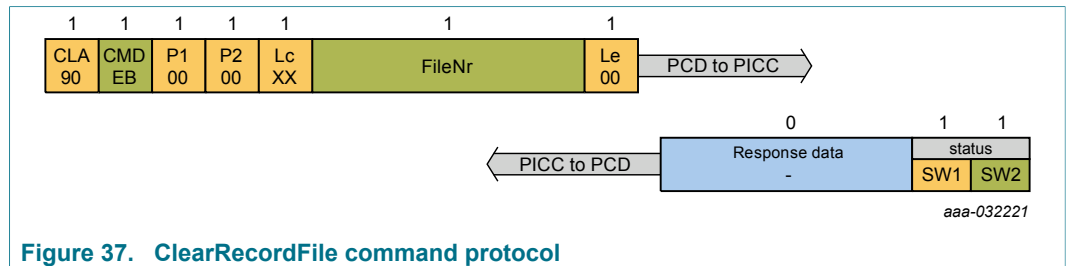 1 1 1 1 1 1 1
CLA CMD P1 P2 Lc FileNr Le
90 EB 00 00 XX 00
PCD to PICC
0 1 1
Response data status
PICC to PCD
- SW1 SW2
aaa-032221
Figure 37. ClearRecordFile command protocol